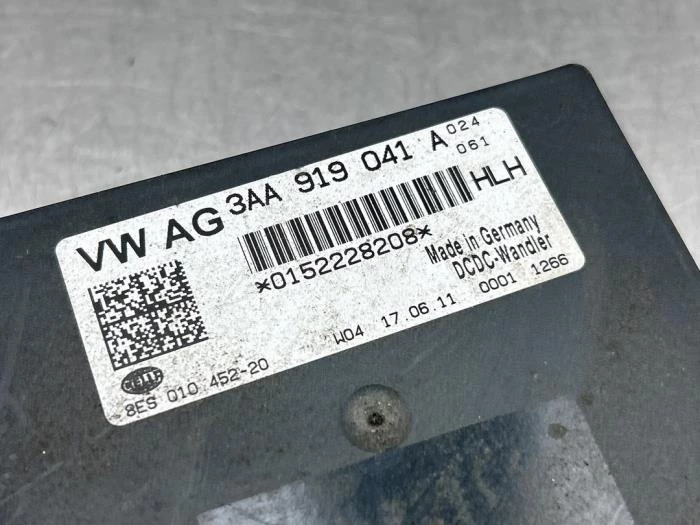 VW AG 3AA 919 041 A 024
061
HLH
*0152228208*
Made in Germany
DCDC-Wandler
W04 17.06.11 0001 1266
HELLA
8ES 010 452-20